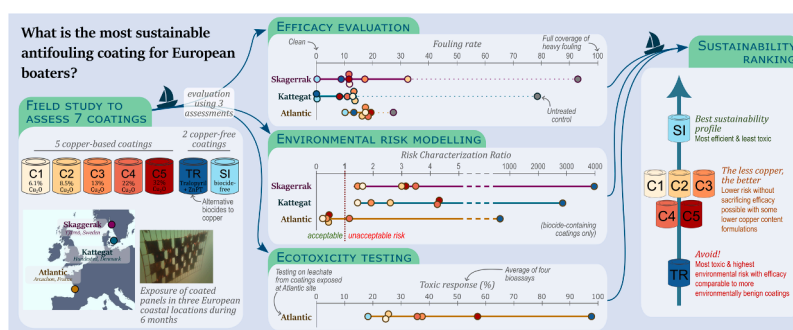 What is the most sustainable
antifouling coating for European
boaters?
FIELD STUDY TO
ASSESS 7 COATINGS
evaluation
using 3
assessments
5 copper-based coatings
2 copper-free
coatings
C1
6.1%
Cu₂O
C2
8.5%
Cu₂O
C3
13%
Cu₂O
C4
22%
Cu₂O
C5
Cu₂O
TR
SI
biocide-
free
Alternative
biocides to
copper
Skagerrak
Sweden
Kattegat
Denmark
Atlantic
Arcachon, France
Exposure of coated
panels in three European
coastal locations during
6 months
EFFICACY EVALUATION
Clean
Fouling rate
Full coverage of
heavy fouling
0 10 20 30 40 50 60 70 80 90 100
Skagerrak
Kattegat
Atlantic
Untreated
control
ENVIRONMENTAL RISK MODELLING
Risk Characterization Ratio
0 1 2 3 4 5 1000 2000 3000 4000
Skagerrak
Kattegat
Atlantic
acceptable unacceptable risk
(biocide-containing
coatings only)
ECOTOXICITY TESTING
Testing on leachate
from coatings exposed
at Atlantic site
Toxic response (%)
Average of four
bioassays
0 10 20 30 40 50 60 70 80 90 100
Atlantic
SUSTAINABILITY
RANKING
SI
Best sustainability
profile
Most efficient & least toxic
C1 C2 C3
C4 C5
The less copper,
the better
Lower risk without
sacrificing efficacy
possible with some
lower copper content
formulations
TR
Avoid!
Most toxic & highest
environmental risk with efficacy
comparable to more
environmentally benign coatings